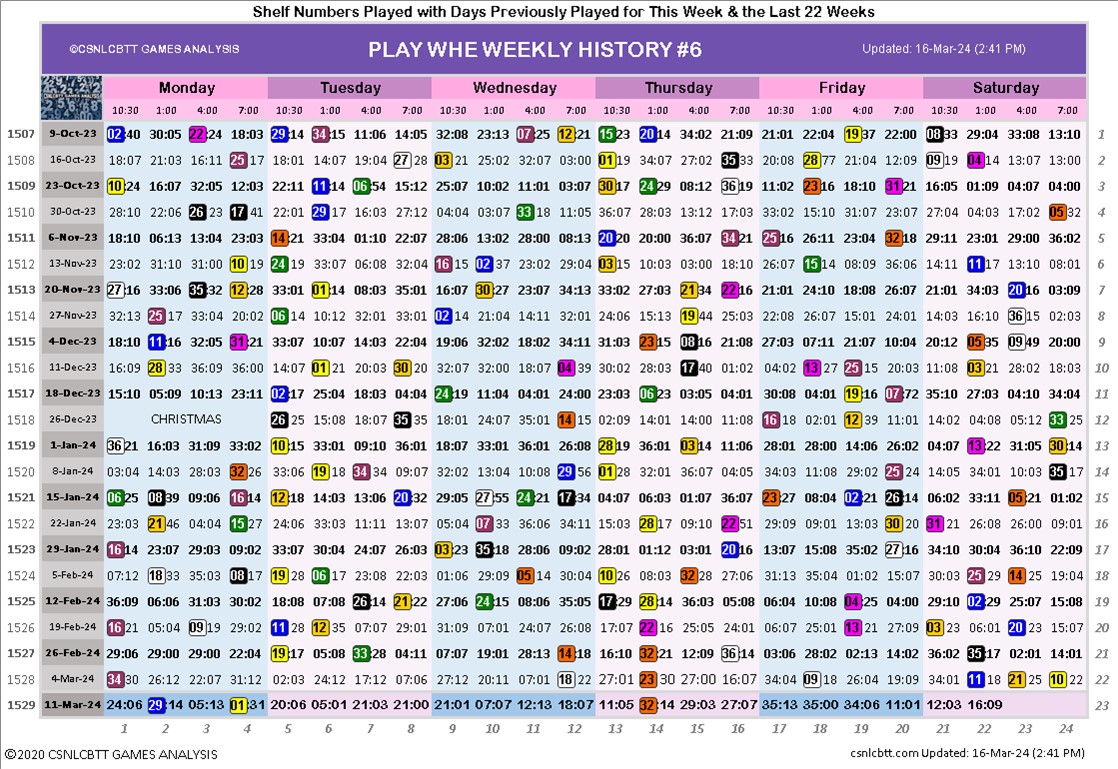 Shelf Numbers Played with Days Previously Played for This Week & the Last 22 Weeks
©CSNLCBTT GAMES ANALYSIS PLAY WHE WEEKLY HISTORY #6 Updated: 16-Mar-24 (2:41 PM)
Monday Tuesday Wednesday Thursday Friday Saturday
10:30 1:00 4:00 7:00 10:30 1:00 4:00 7:00 10:30 1:00 4:00 7:00 10:30 1:00 4:00 7:00 10:30 1:00 4:00 7:00 10:30 1:00 4:00 7:00
1507 9-Oct-23 02:40 30:05 22:24 18:03 29:14 34:15 11:06 14:05 32:08 23:13 07:25 12:21 15:23 20:14 34:02 21:09 21:01 22:04 19:37 22:00 08:33 29:04 33:08 13:10 1
1508 16-Oct-23 18:07 21:03 16:11 25:17 18:01 14:07 19:04 27:28 03:21 25:02 32:07 03:00 01:19 34:07 27:02 35:33 20:08 28:77 21:04 12:09 09:19 04:14 13:07 13:00 2
1509 23-Oct-23 10:24 16:07 32:05 12:03 22:11 11:14 06:54 15:12 25:07 10:02 11:01 03:07 30:17 24:29 08:12 36:19 11:02 23:16 18:10 31:21 16:05 01:09 04:07 04:00 3
1510 30-Oct-23 28:10 22:06 26:23 17:41 22:01 29:17 16:03 27:12 04:04 03:07 33:18 11:05 36:07 28:03 13:12 17:03 33:02 15:10 31:07 23:07 27:04 04:03 17:02 05:32 4
1511 6-Nov-23 18:10 06:13 13:04 23:03 14:21 33:04 01:10 22:07 28:06 13:02 28:00 08:13 20:20 20:00 36:07 34:21 25:16 26:11 23:04 32:18 29:11 23:01 29:00 36:02 5
1512 13-Nov-23 23:02 31:10 31:00 10:19 24:19 33:07 06:08 32:04 16:15 02:37 23:02 08:06 03:15 10:03 03:00 18:10 36:06 15:14 08:09 36:06 14:11 11:17 13:10 08:01 6
1513 20-Nov-23 27:16 33:06 35:32 12:28 33:01 01:14 08:03 35:01 16:07 30:27 23:07 34:13 33:02 27:03 21:34 22:16 21:01 24:10 18:08 26:07 21:01 34:03 20:16 03:09 7
1514 27-Nov-23 32:13 25:17 33:04 20:02 06:14 10:12 32:01 29:03 02:14 21:04 14:11 32:01 24:06 15:13 19:44 25:03 22:08 26:07 15:01 24:01 14:03 16:10 36:15 02:03 8
1515 4-Dec-23 18:10 11:16 32:05 31:21 33:07 10:07 14:03 22:04 19:06 32:02 18:02 34:11 31:03 23:15 08:16 21:08 27:03 07:11 21:07 10:04 20:12 05:35 09:49 20:00 9
1516 11-Dec-23 16:09 28:33 36:09 36:00 14:07 01:21 20:03 30:20 32:07 32:00 18:07 04:39 30:02 28:03 17:40 01:02 04:02 13:27 25:15 21:05 11:08 03:21 28:02 18:03 10
1517 18-Dec-23 15:10 05:09 10:13 23:11 02:17 25:04 18:03 04:04 24:19 11:04 04:01 24:00 13:04 06:23 03:05 04:01 30:08 04:01 19:16 07:72 35:10 27:03 04:10 34:04 11
1518 26-Dec-23 CHRISTMAS 26:25 15:08 18:07 35:18 08:11 24:07 35:01 14:15 02:09 14:01 14:00 11:08 16:18 02:01 12:39 11:01 14:02 24:08 05:12 33:25 12
1519 1-Jan-24 36:21 16:03 31:09 33:02 10:15 33:01 09:10 36:01 18:07 33:01 36:01 26:08 28:19 36:01 03:14 11:06 28:01 28:00 14:06 26:02 04:07 13:22 31:05 30:14 13
1520 8-Jan-24 03:04 14:03 28:03 32:26 33:06 19:18 34:34 09:07 32:02 13:04 10:08 29:56 01:28 32:01 36:07 04:05 34:03 11:08 29:02 25:24 14:05 22:01 10:03 35:17 14
1521 15-Jan-24 06:25 08:39 09:06 16:14 12:18 14:03 13:06 20:32 29:05 27:55 24:21 17:34 04:07 06:03 01:07 36:07 23:27 08:04 02:21 26:14 06:02 33:11 05:21 01:02 15
1522 22-Jan-24 23:03 21:46 04:04 15:27 24:06 33:03 11:11 13:07 05:04 07:33 36:06 34:11 15:03 28:17 09:10 22:51 29:09 09:01 13:03 30:20 31:21 26:08 26:00 09:01 16
1523 29-Jan-24 16:14 23:07 29:03 09:02 33:07 30:04 24:07 26:03 03:23 35:18 28:06 09:02 28:01 01:12 03:01 20:16 13:07 15:08 35:02 27:16 34:10 30:04 36:10 22:09 17
1524 5-Feb-24 07:12 18:33 35:03 08:17 19:28 06:17 23:08 22:03 01:06 29:09 11:14 30:04 10:26 08:03 32:18 27:06 31:13 35:04 01:02 15:07 30:03 25:29 14:25 19:04 18
1525 12-Feb-24 36:09 06:06 31:03 30:02 18:08 07:08 26:14 21:22 27:06 24:15 08:06 35:05 17:29 28:14 36:03 05:08 06:04 10:08 04:25 04:00 29:10 02:29 25:07 15:08 19
1526 19-Feb-24 16:21 05:04 09:19 29:02 11:28 12:35 07:07 29:01 31:09 07:01 24:07 26:08 17:07 22:16 25:05 24:01 06:07 25:01 13:21 27:09 03:23 06:01 20:23 15:07 20
1527 26-Feb-24 29:06 29:00 29:00 22:04 19:17 05:08 33:28 04:11 07:07 19:01 28:13 14:18 16:10 32:21 12:09 36:14 03:06 28:02 13:02 14:08 36:02 35:17 02:01 14:01 21
1528 4-Mar-24 34:30 26:12 22:07 31:12 02:03 24:12 17:12 07:06 27:12 20:11 07:01 18:22 27:01 23:30 27:00 16:07 34:04 09:18 26:04 29:09 34:01 11:18 21:25 10:22 22
1529 11-Mar-24 24:06 29:14 05:13 01:31 20:06 05:01 21:03 21:00 21:01 07:07 12:13 18:07 11:05 32:14 29:03 27:07 35:13 35:00 34:06 11:01 12:03 16:09 23
1 2 3 4 5 6 7 8 9 10 11 12 13 14 15 16 17 18 19 20 21 22 23 24
©2020 CSNLCBTT GAMES ANALYSIS csnlcbtt.com Updated: 16-Mar-24 (2:41 PM)